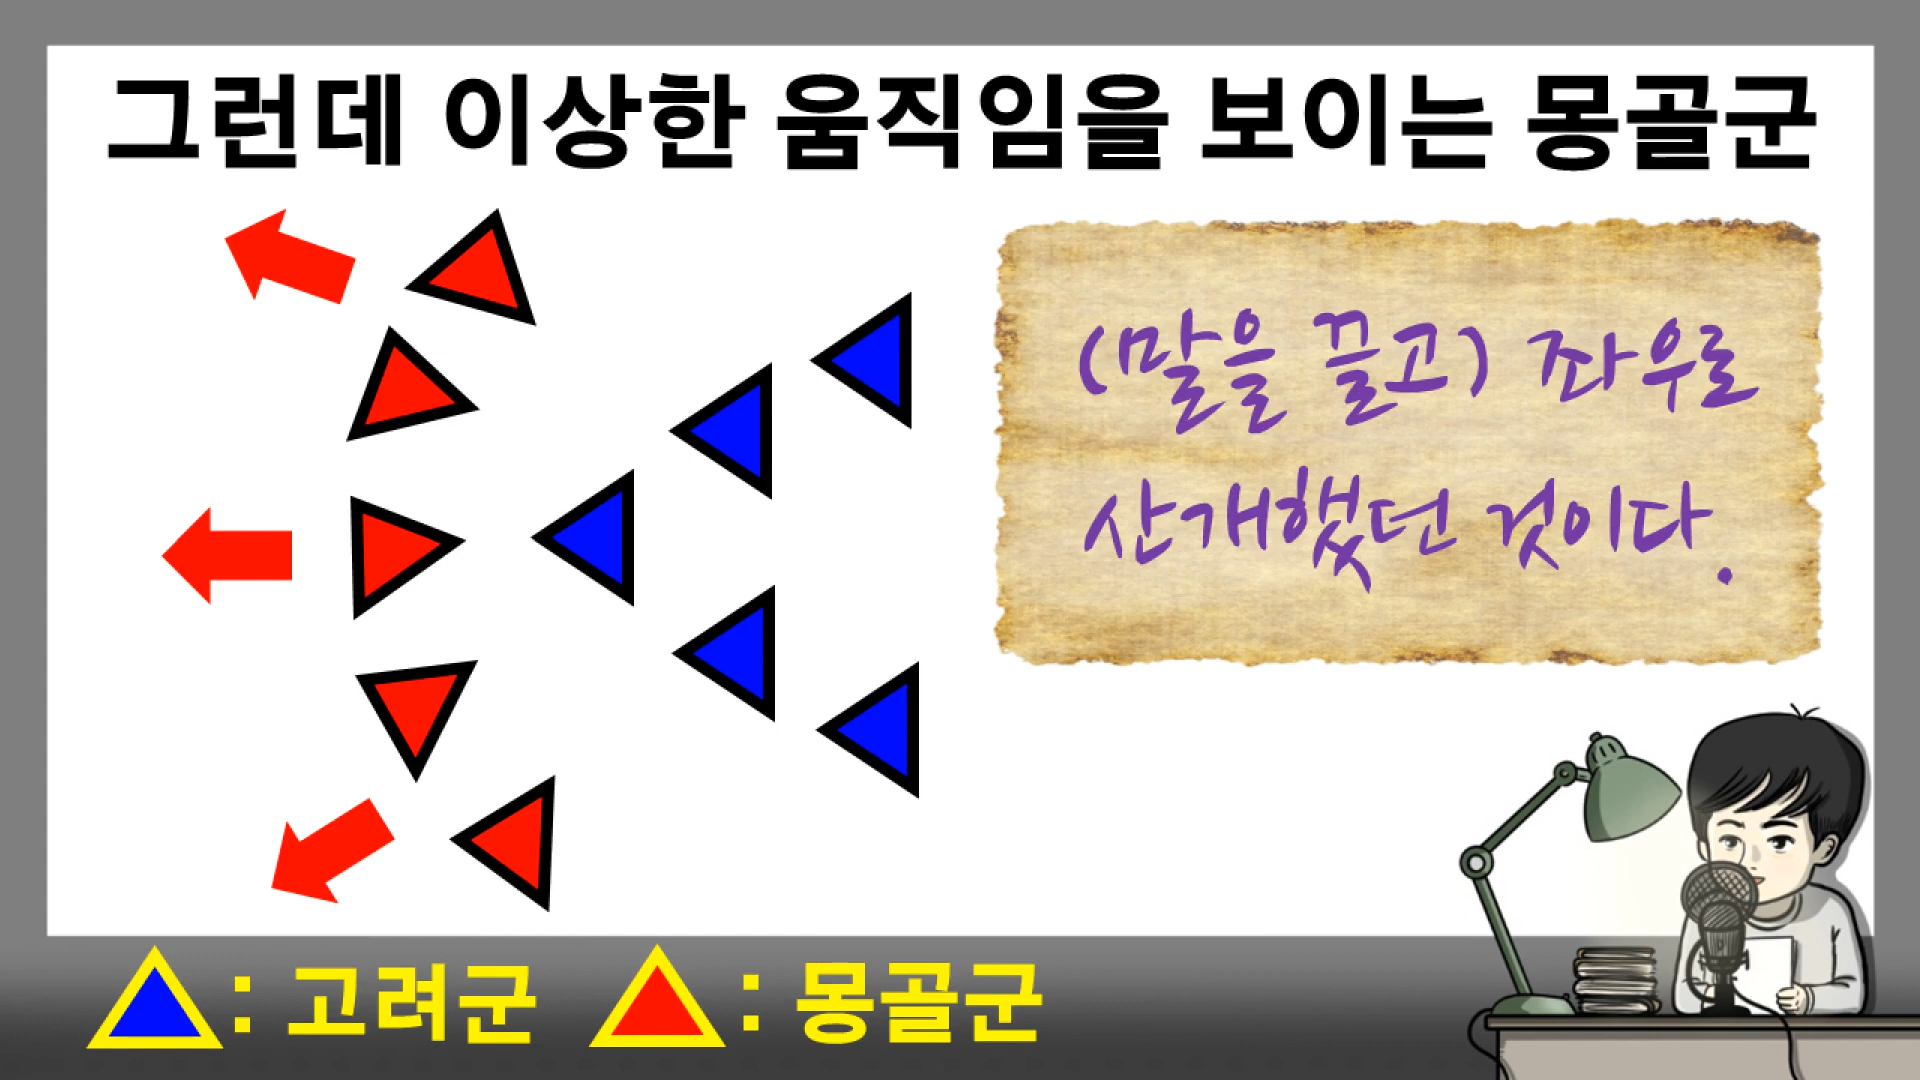 그런데 이상한 움직임을 보이는 몽골군
(말을 끌고) 좌우로
산개했던 것이다.
: 고려군 : 몽골군